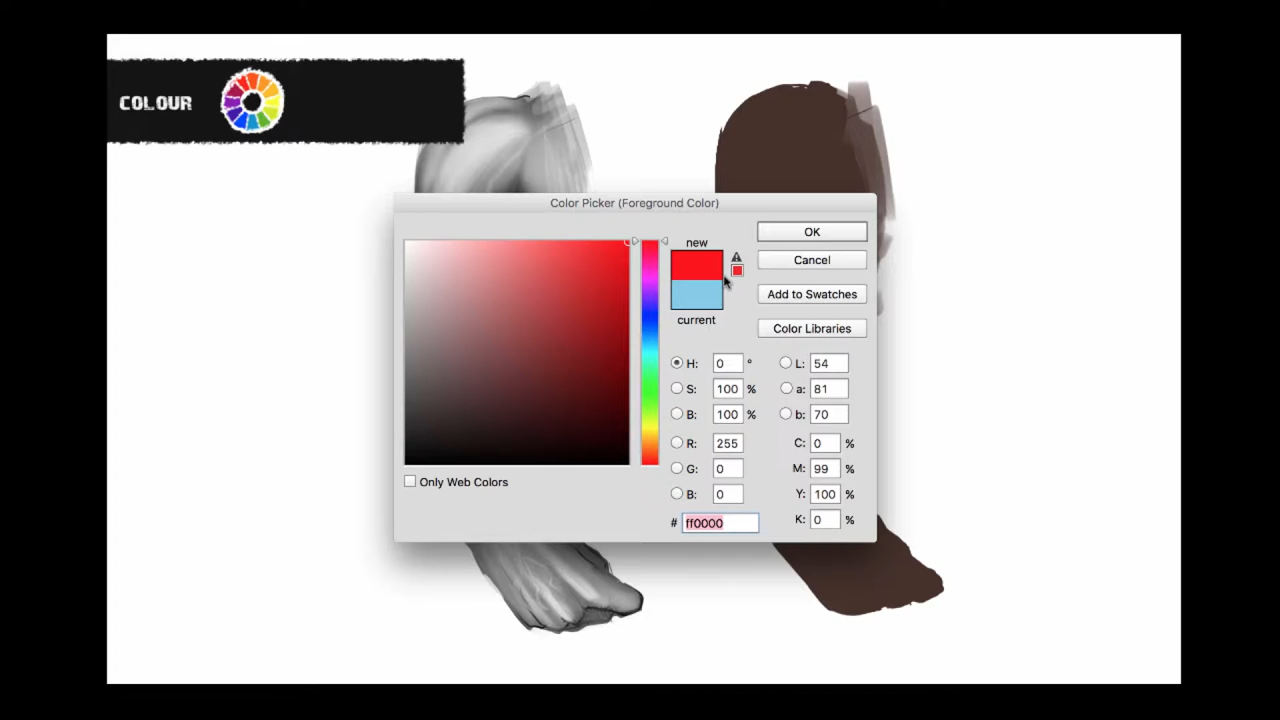 COLOUR
Color Picker (Foreground Color)
new
current
OK
Cancel
Add to Swatches
Color Libraries
H: 0 °
S: 100 %
B: 100 %
R: 255
G: 0
B: 0
# ff0000
L: 54
a: 81
b: 70
C: 0 %
M: 99 %
Y: 100 %
K: 0 %
Only Web Colors